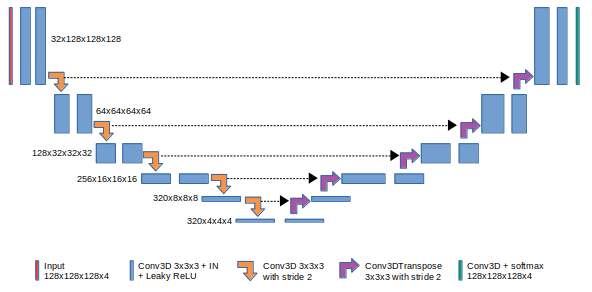 32x128x128x128
64x64x64x64
128x32x32x32
256x16x16x16
320x8x8x8
320x4x4x4
Input
128x128x128x4
Conv3D 3x3x3 + IN
+ Leaky ReLU
Conv3D 3x3x3
with stride 2
Conv3DTranspose
3x3x3 with stride 2
Conv3D + softmax
128x128x128x4